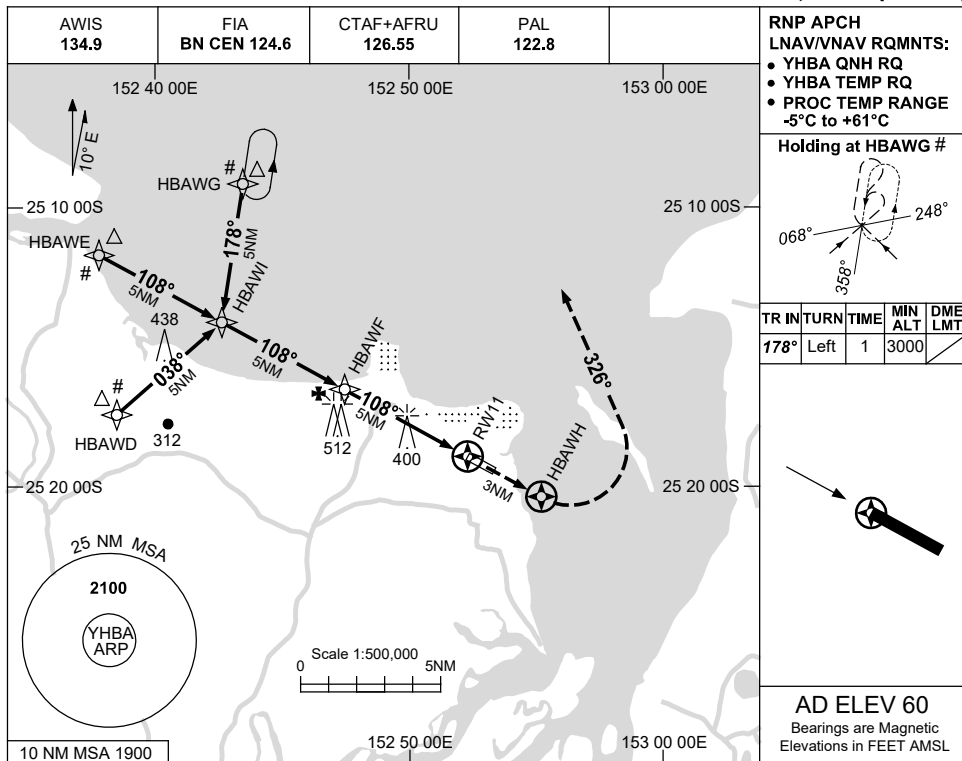 AWIS
134.9
FIA
BN CEN 124.6
CTAF+AFRU
126.55
PAL
122.8
RNP APCH
LNAV/VNAV RQMNTS:
• YHBA QNH RQ
• YHBA TEMP RQ
• PROC TEMP RANGE
-5°C to +61°C
152 40 00E
152 50 00E
153 00 00E
10° E
#
HBAWG
25 10 00S
25 10 00S
HBAWE
#
178°
5NM
108°
5NM
HBAWI
438
108°
5NM
HBAWF
038°
5NM
#
HBAWD
312
512
108°
5NM
400
RW11
3NM
HBAWH
326°
25 20 00S
25 20 00S
25 NM MSA
2100
YHBA
ARP
Scale 1:500,000
0
5NM
10 NM MSA 1900
152 50 00E
153 00 00E
Holding at HBAWG #
068°
248°
358°
TR IN
TURN
TIME
MIN
ALT
DME
LMT
178°
Left
1
3000
AD ELEV 60
Bearings are Magnetic
Elevations in FEET AMSL